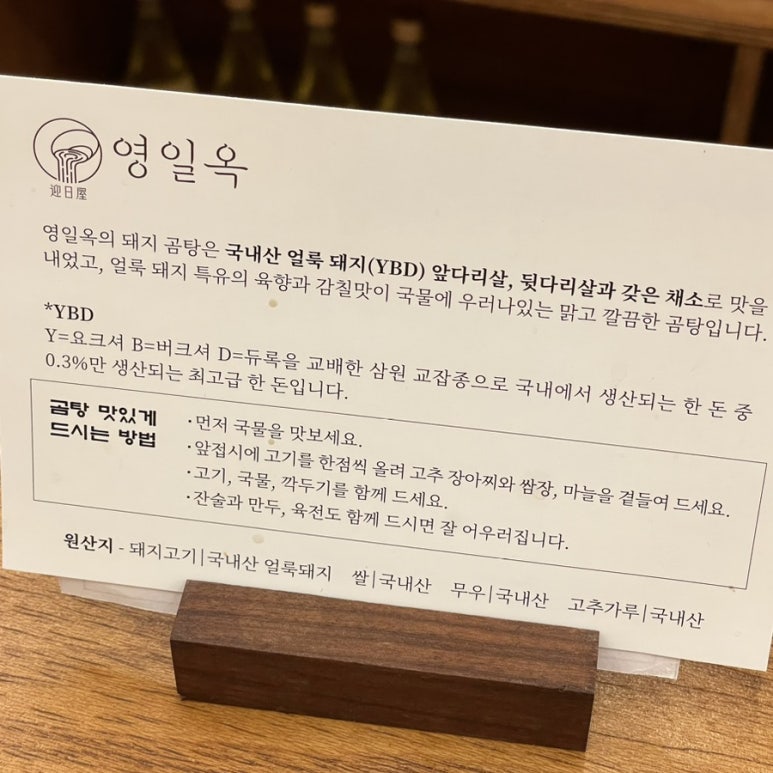 영일옥
迎日屋
영일옥의 돼지 곰탕은 국내산 얼룩 돼지(YBD) 앞다리살, 뒷다리살과 갖은 채소로 맛을
내었고, 얼룩 돼지 특유의 육향과 감칠맛이 국물에 우러나있는 맑고 깔끔한 곰탕입니다.
*YBD
Y=요크셔 B=버크셔 D=듀록을 교배한 삼원 교잡종으로 국내에서 생산되는 한 돈 중
0.3%만 생산되는 최고급 한 돈입니다.
곰탕 맛있게
드시는 방법
·먼저 국물을 맛보세요.
·앞접시에 고기를 한점씩 올려 고추 장아찌와 쌈장, 마늘을 곁들여 드세요.
·고기, 국물, 깍두기를 함께 드세요.
·잔술과 만두, 육전도 함께 드시면 잘 어우러집니다.
원산지 - 돼지고기|국내산 얼룩돼지 쌀|국내산 무우|국내산 고추가루|국내산